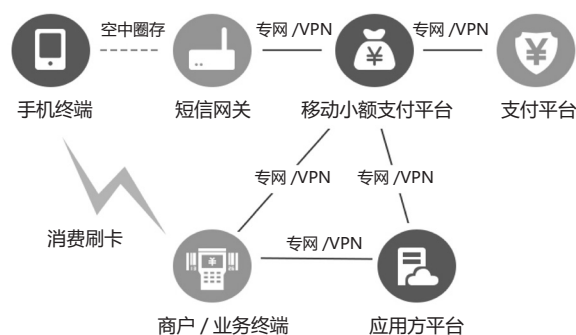 空中圈存
专网 /VPN
专网 /VPN
手机终端
短信网关
移动小额支付平台
支付平台
专网 /VPN
专网 /VPN
消费刷卡
专网 /VPN
商户 / 业务终端
应用方平台